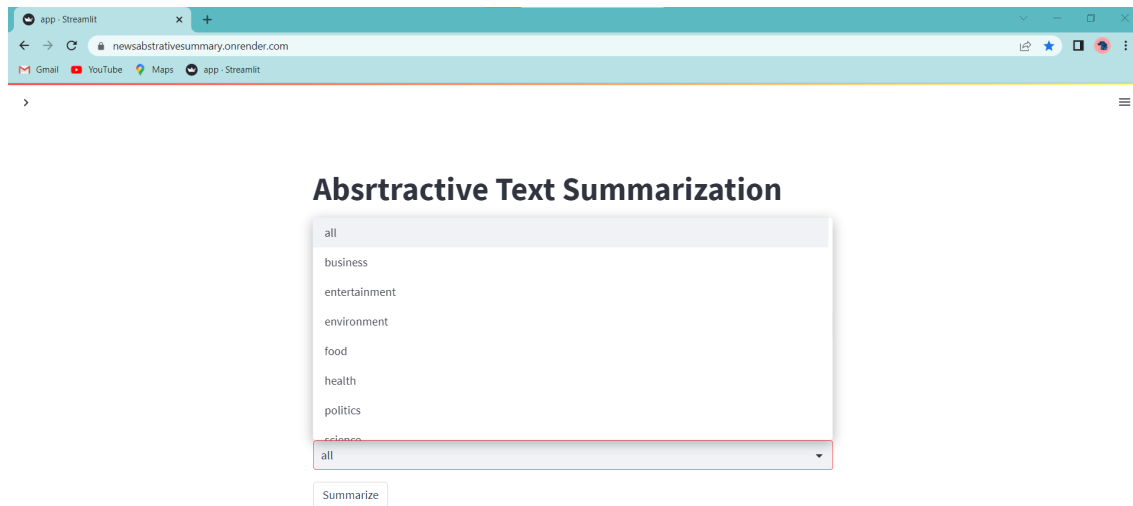 app · Streamlit
newsabstrativesummary.onrender.com
Gmail YouTube Maps app · Streamlit
Absrtractive Text Summarization
all
business
entertainment
environment
food
health
politics
science
all
Summarize